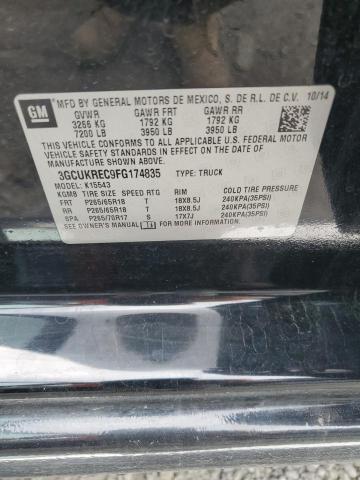 GM
MFD BY GENERAL MOTORS DE MEXICO, S. DE R.L. DE C.V. 10/14
GVWR GAWR FRT GAWR RR
3266 KG 1792 KG 1792 KG
7200 LB 3950 LB 3950 LB
THIS VEHICLE CONFORMS TO ALL APPLICABLE U.S. FEDERAL MOTOR
VEHICLE SAFETY STANDARDS IN EFFECT ON THE DATE OF
MANUFACTURE SHOWN ABOVE.
3GCUKREC9FG174835 TYPE: TRUCK
MODEL: K15543
KGMB TIRE SIZE SPEED RTG RIM COLD TIRE PRESSURE
FRT P265/65R18 T 18X8.5J 240KPA(35PSI)
RR P265/65R18 T 18X8.5J 240KPA(35PSI)
SPA P265/70R17 S 17X7J 240KPA(35PSI)
SEE OWNER'S MANUAL FOR MORE INFORMATION.